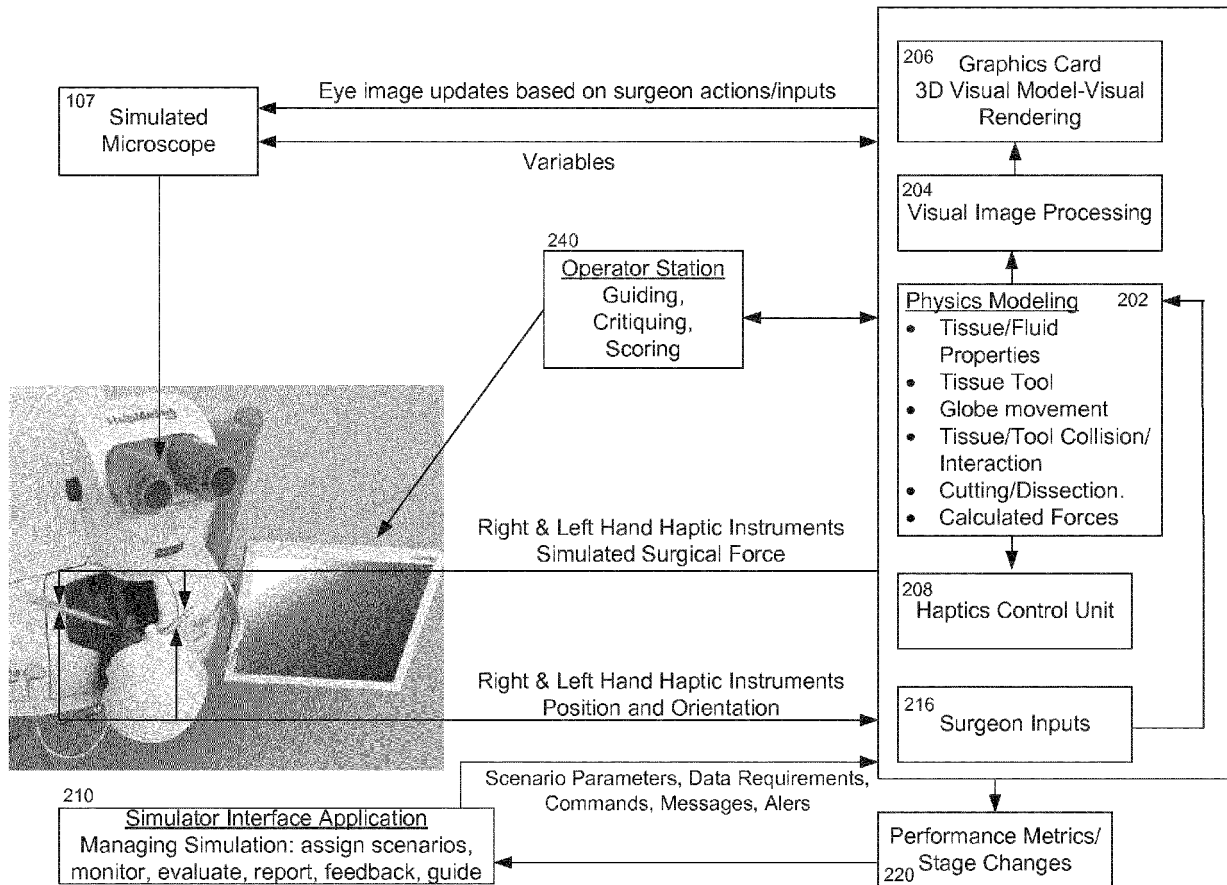 206
Graphics Card
3D Visual Model-Visual
Rendering
107
Simulated
Microscope
Eye image updates based on surgeon actions/inputs
Variables
204
Visual Image Processing
240
Operator Station
Guiding,
Critiquing,
Scoring
Physics Modeling 202
• Tissue/Fluid
Properties
• Tissue Tool
• Globe movement
• Tissue/Tool Collision/
Interaction
• Cutting/Dissection.
• Calculated Forces
Right & Left Hand Haptic Instruments
Simulated Surgical Force
208
Haptics Control Unit
Right & Left Hand Haptic Instruments
Position and Orientation
216
Surgeon Inputs
Scenario Parameters, Data Requirements,
Commands, Messages, Alers
210
Simulator Interface Application
Managing Simulation: assign scenarios,
monitor, evaluate, report, feedback, guide
Performance Metrics/
Stage Changes
220